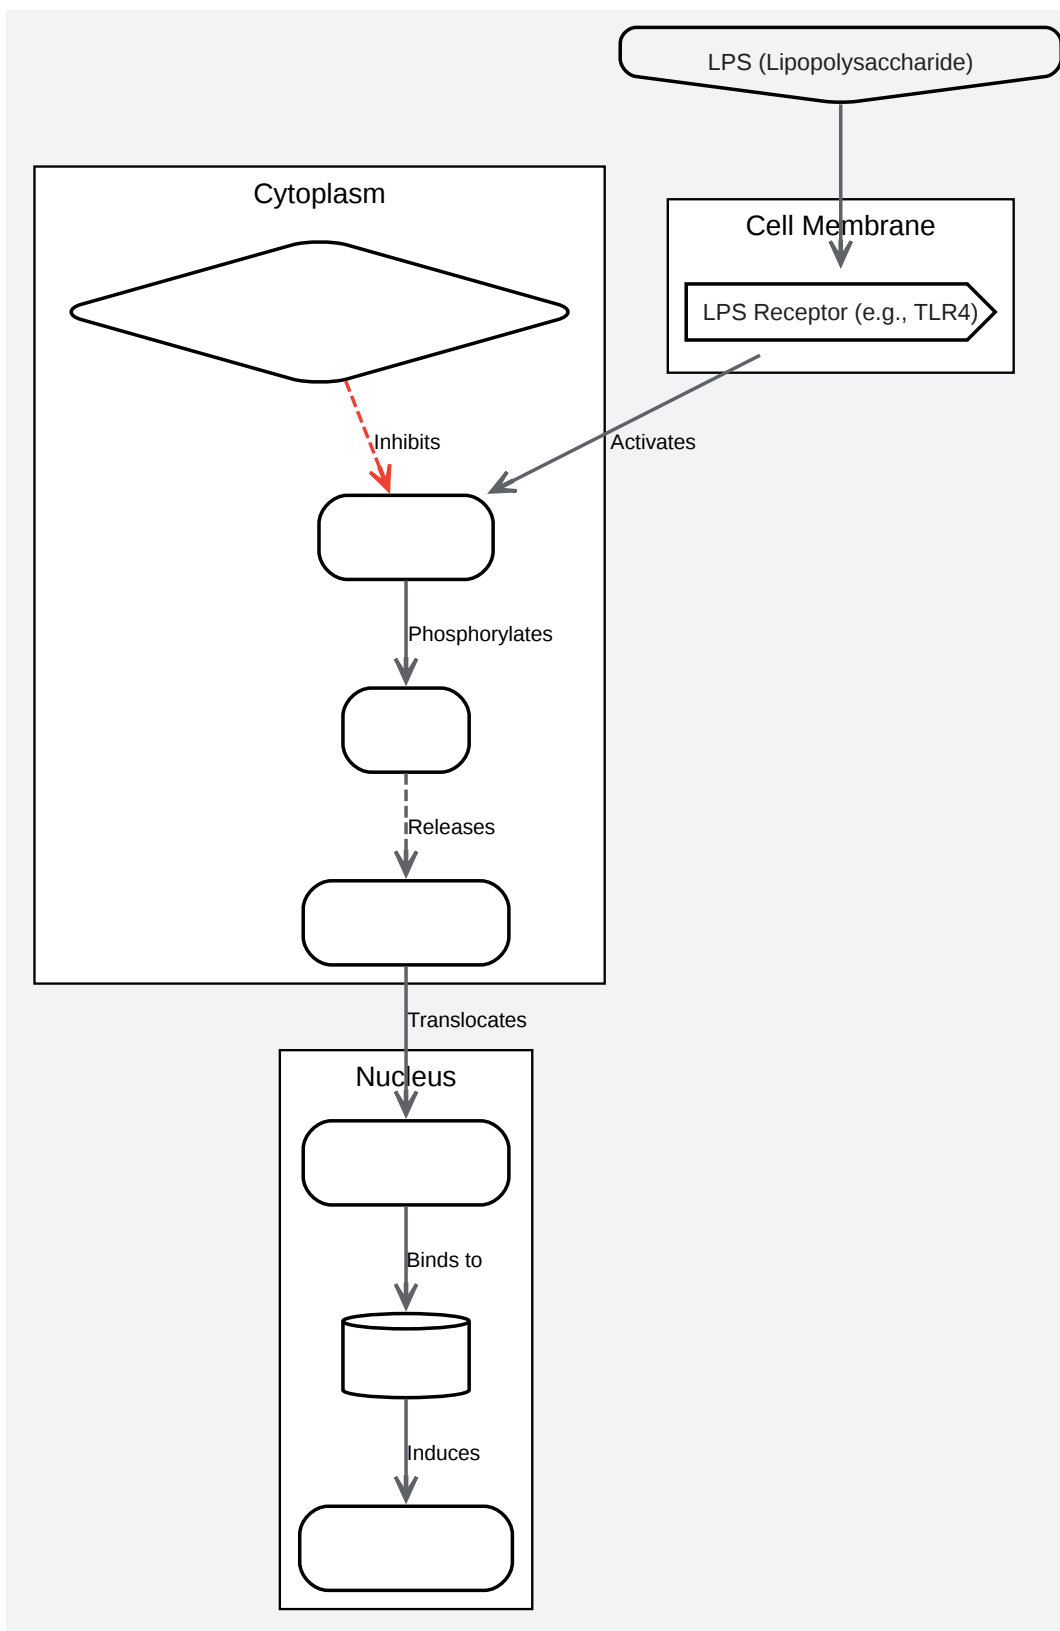 LPS (Lipopolysaccharide)
Cytoplasm
Cell Membrane
LPS Receptor (e.g., TLR4)
Inhibits
Activates
Phosphorylates
Releases
Translocates
Nucleus
Binds to
Induces